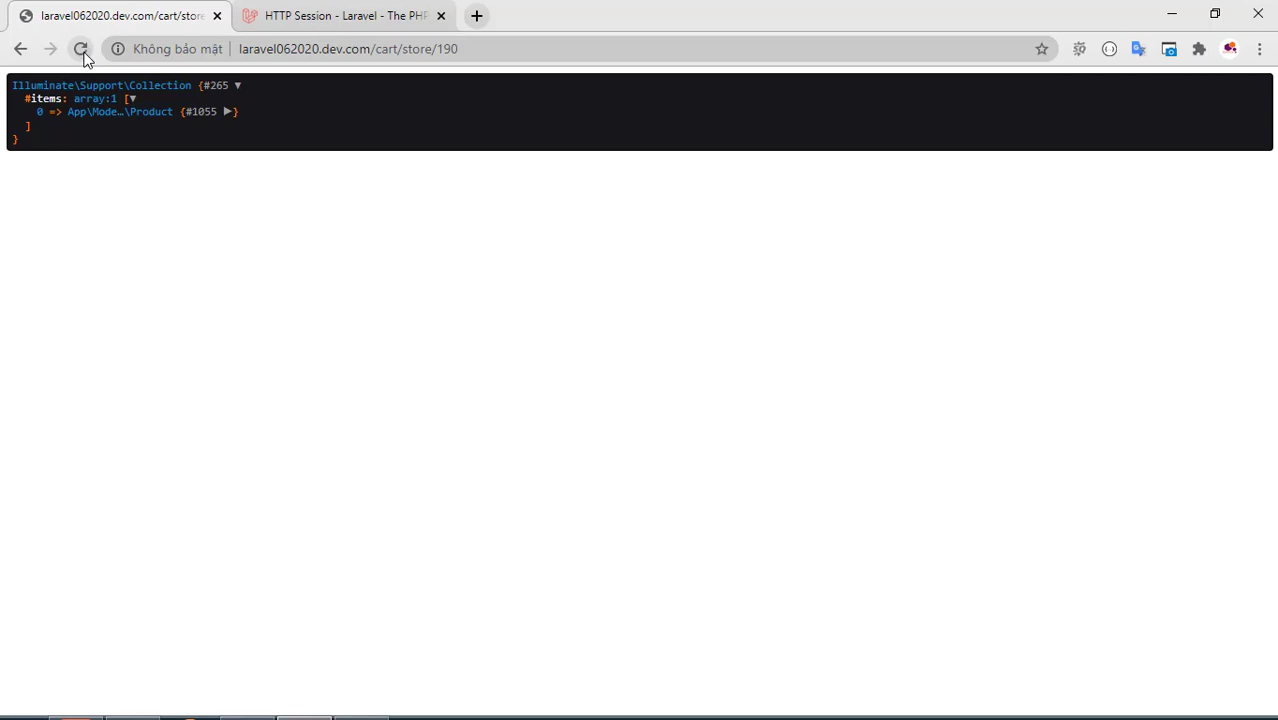 laravel062020.dev.com/cart/store
HTTP Session - Laravel - The PHP
Không bảo mật
laravel062020.dev.com/cart/store/190
Illuminate\Support\Collection {#265 ▼
#items: array:1 [▼
0 => App\Mode…\Product {#1055 ▶}
]
}